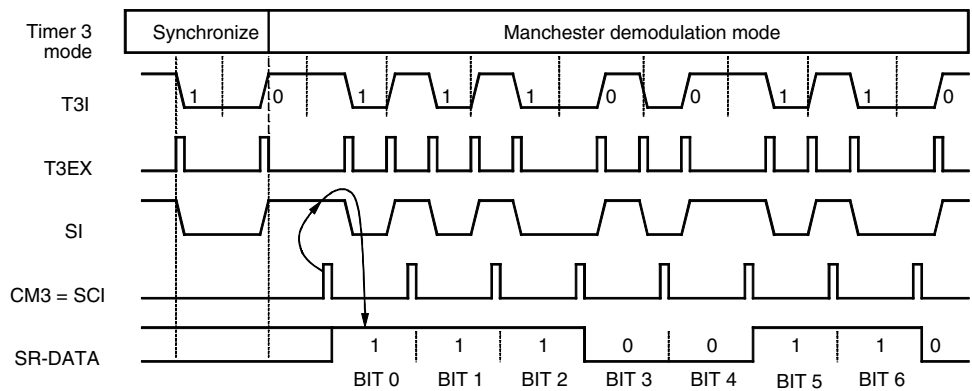 Timer 3 mode
Synchronize
Manchester demodulation mode
T3I
1 0 1 1 1 0 0 1 1 0
T3EX
SI
CM3 = SCI
SR-DATA
1 1 1 0 0 1 1 0
BIT 0 BIT 1 BIT 2 BIT 3 BIT 4 BIT 5 BIT 6